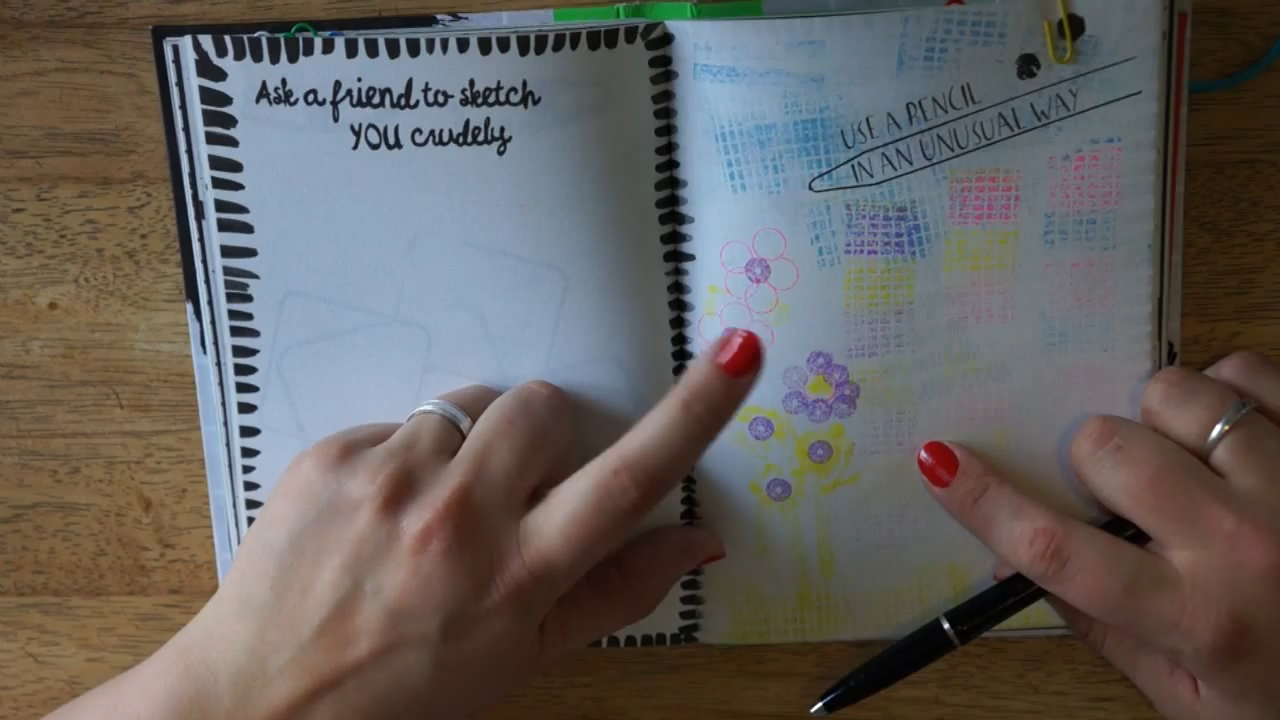 Ask a friend to sketch
YOU crudely
USE A PENCIL
IN AN UNUSUAL WAY